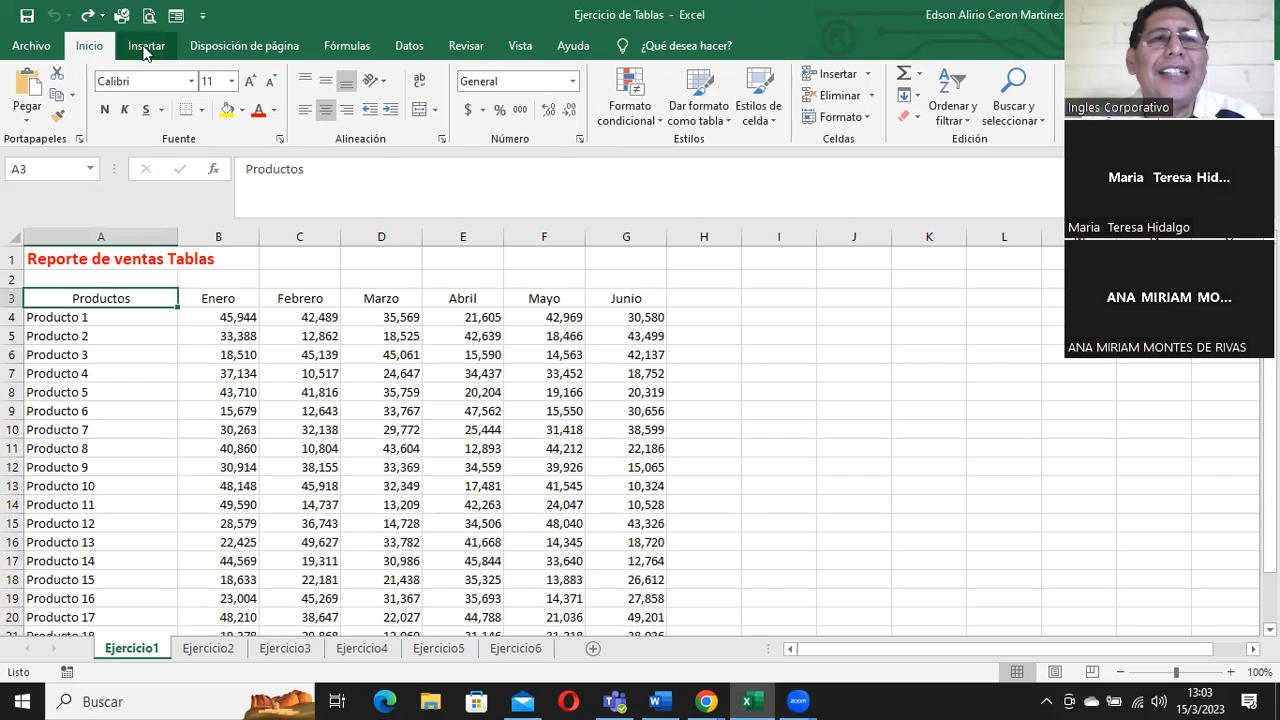 Ejercicio de Tablas - Excel
Edson Alirio Ceron Martinez
Archivo Inicio Insertar Disposición de página Fórmulas Datos Revisar Vista Ayuda ¿Qué desea hacer?
Pegar
Calibri 11
N K S
ab
General
$ % 000
Formato condicional
Dar formato como tabla
Estilos de celda
Insertar
Eliminar
Formato
Ordenar y filtrar
Buscar y seleccionar
Portapapeles Fuente Alineación Número Estilos Celdas Edición
Ingles Corporativo
Maria Teresa Hid...
Maria Teresa Hidalgo
ANA MIRIAM MO...
ANA MIRIAM MONTES DE RIVAS
A3 fx Productos
A B C D E F G H I J K L
1 Reporte de ventas Tablas
2
3 Productos Enero Febrero Marzo Abril Mayo Junio
4 Producto 1 45,944 42,489 35,569 21,605 42,969 30,580
5 Producto 2 33,388 12,862 18,525 42,639 18,466 43,499
6 Producto 3 18,510 45,139 45,061 15,590 14,563 42,137
7 Producto 4 37,134 10,517 24,647 34,437 33,452 18,752
8 Producto 5 43,710 41,816 35,759 20,204 19,166 20,319
9 Producto 6 15,679 12,643 33,767 47,562 15,550 30,656
10 Producto 7 30,263 32,138 29,772 25,444 31,418 38,599
11 Producto 8 40,860 10,804 43,604 12,893 44,212 22,186
12 Producto 9 30,914 38,155 33,369 34,559 39,926 15,065
13 Producto 10 48,148 45,918 32,349 17,481 41,545 10,324
14 Producto 11 49,590 14,737 13,209 42,263 24,047 10,528
15 Producto 12 28,579 36,743 14,728 34,506 48,040 43,326
16 Producto 13 22,425 49,627 33,782 41,668 14,345 18,720
17 Producto 14 44,569 19,311 30,986 45,844 33,640 12,764
18 Producto 15 18,633 22,181 21,438 35,325 13,883 26,612
19 Producto 16 23,004 45,269 31,367 35,693 14,371 27,858
20 Producto 17 48,210 38,647 22,027 44,788 21,036 49,201
Ejercicio1 Ejercicio2 Ejercicio3 Ejercicio4 Ejercicio5 Ejercicio6
Listo
100%
Buscar
zoom
13:03
15/3/2023